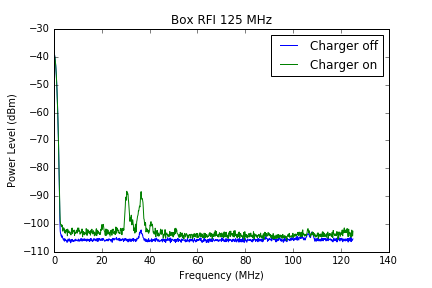 Box RFI 125 MHz
Charger off
Charger on
Power Level (dBm)
−30
−40
−50
−60
−70
−80
−90
−100
−110
0 20 40 60 80 100 120 140
Frequency (MHz)